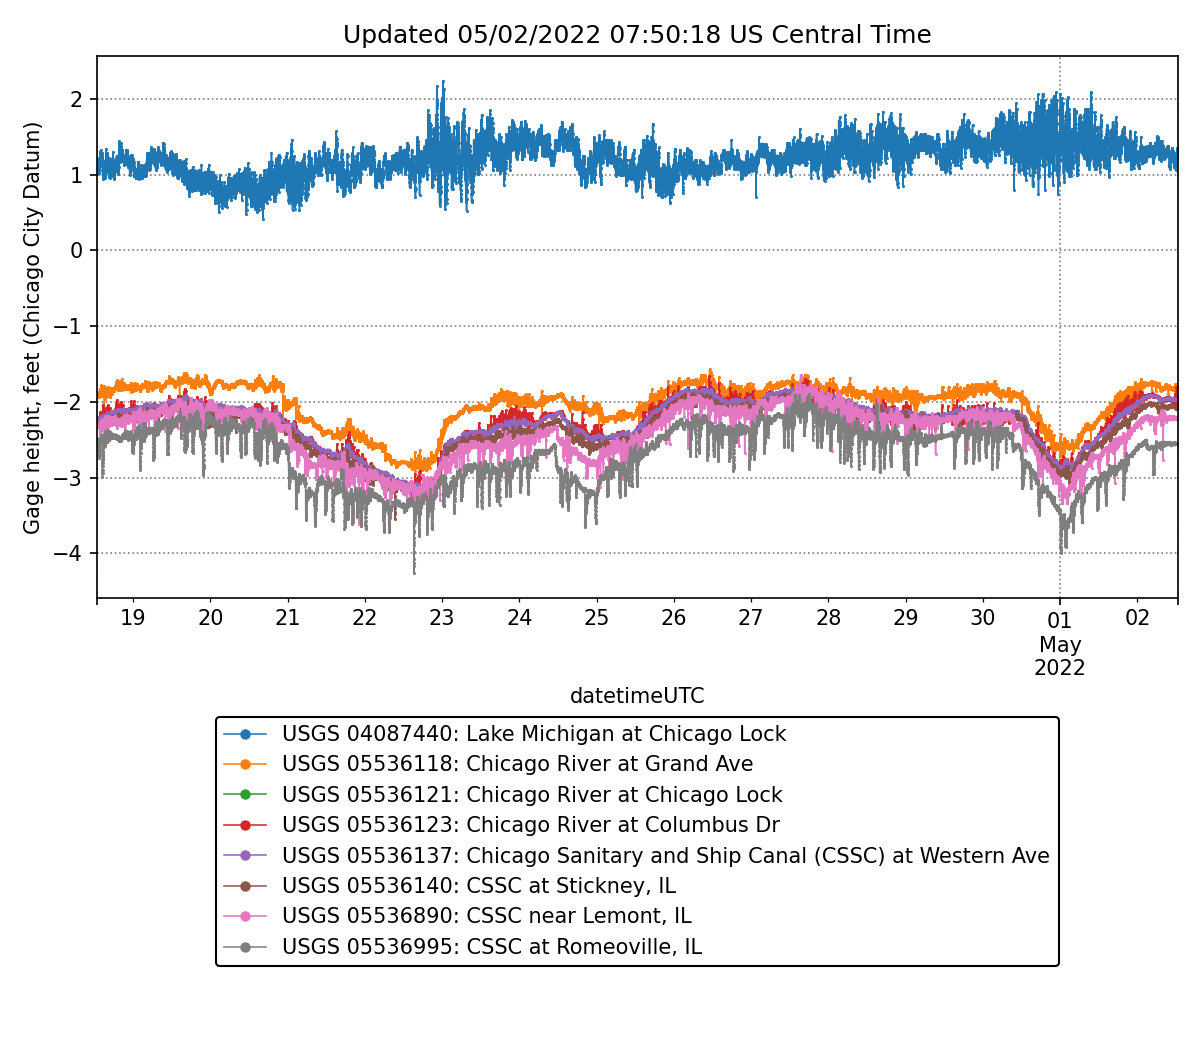 Updated 05/02/2022 07:50:18 US Central Time
Gage height, feet (Chicago City Datum)
2
1
0
−1
−2
−3
−4
19 20 21 22 23 24 25 26 27 28 29 30 01 02
May
2022
datetimeUTC
USGS 04087440: Lake Michigan at Chicago Lock
USGS 05536118: Chicago River at Grand Ave
USGS 05536121: Chicago River at Chicago Lock
USGS 05536123: Chicago River at Columbus Dr
USGS 05536137: Chicago Sanitary and Ship Canal (CSSC) at Western Ave
USGS 05536140: CSSC at Stickney, IL
USGS 05536890: CSSC near Lemont, IL
USGS 05536995: CSSC at Romeoville, IL